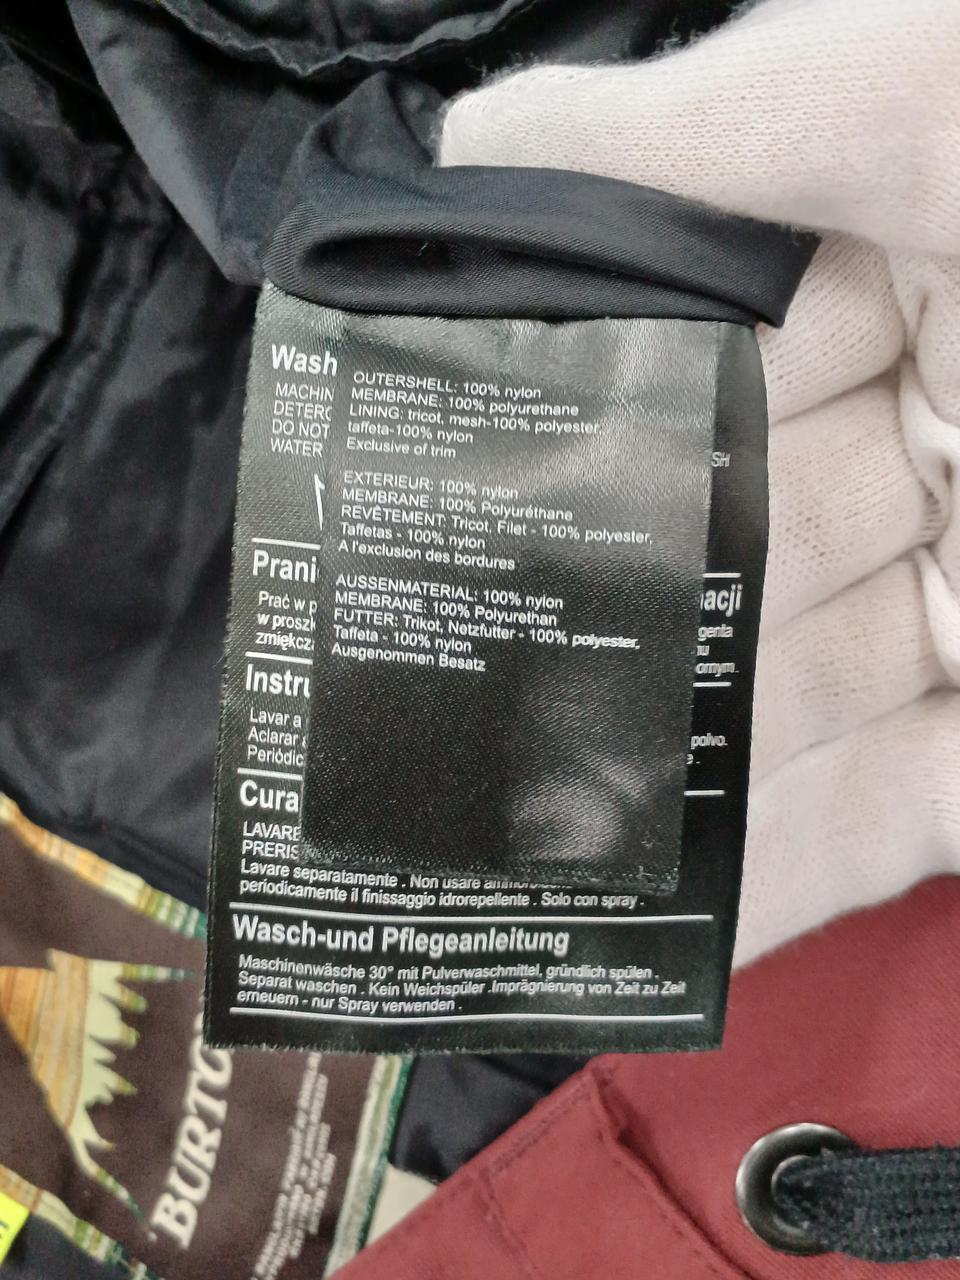 Wash
OUTERSHELL: 100% nylon
MEMBRANE: 100% polyurethane
LINING: tricot, mesh-100% polyester,
taffeta-100% nylon
Exclusive of trim
EXTERIEUR: 100% nylon
MEMBRANE: 100% Polyuréthane
REVÊTEMENT: Tricot, Filet - 100% polyester,
Taffetas - 100% nylon
A l'exclusion des bordures
AUSSENMATERIAL: 100% nylon
MEMBRANE: 100% Polyurethan
FUTTER: Trikot, Netzfutter - 100% polyester,
Taffeta - 100% nylon
Ausgenommen Besatz
MACHIN
DETERG
DO NOT
WATER
SH
Prani
acji
Prać w p
w proszk
zmiękcz
Instru
Lavar a
Aclarar
Periódic
polvo.
Cura
LAVARE
PRERIS
Lavare separatamente . Non usare
periodicamente il finissaggio idrorepellente . Solo con spray .
Wasch-und Pflegeanleitung
Maschinenwäsche 30° mit Pulverwaschmittel, gründlich spülen .
Separat waschen . Kein Weichspüler .Imprägnierung von Zeit zu Zeit
erneuern - nur Spray verwenden .
BURTO